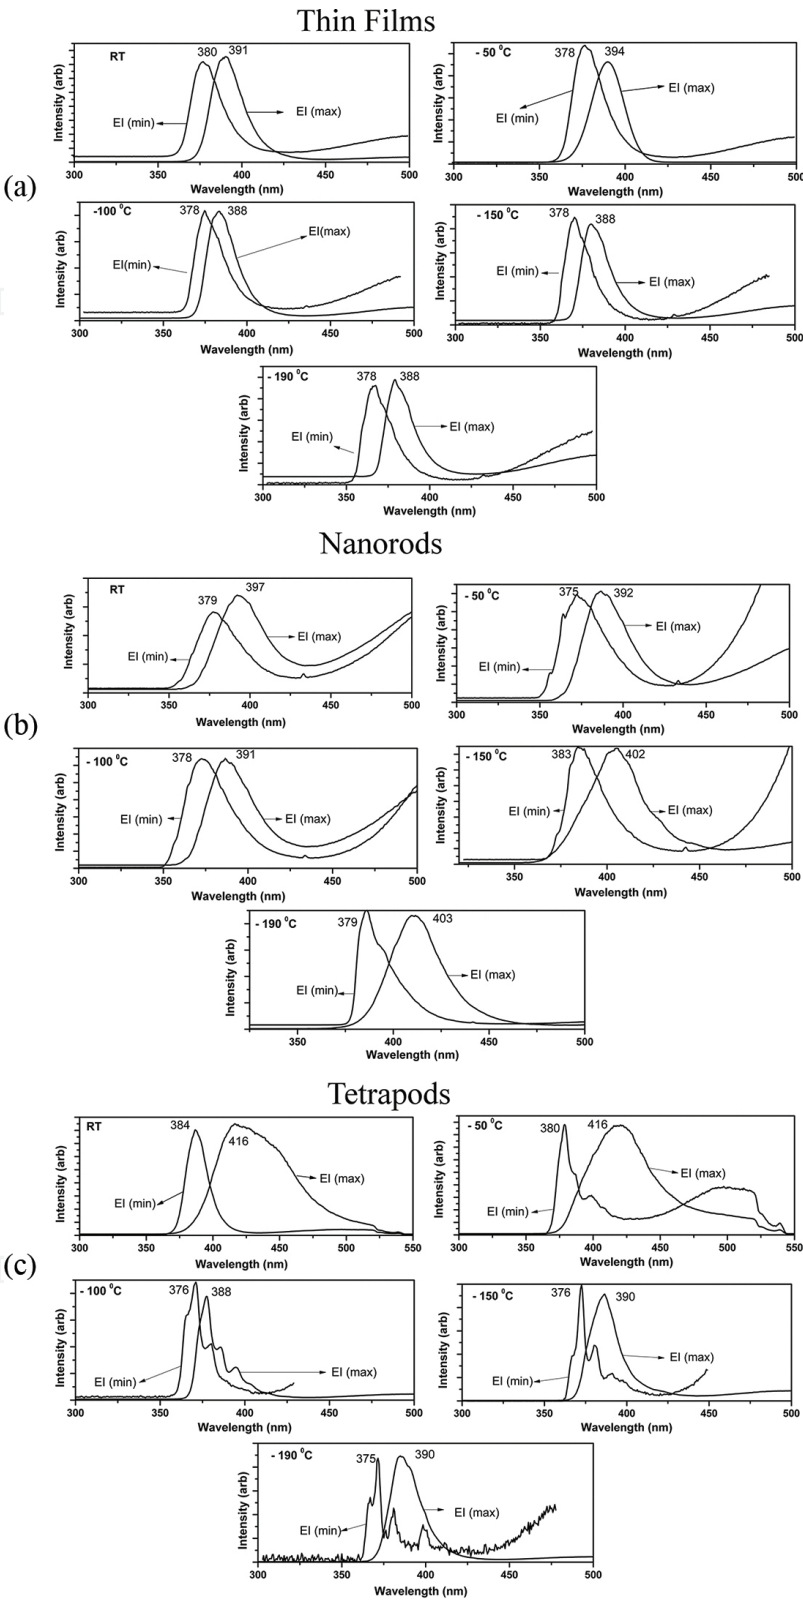 Thin Films
(a)
RT
380 391
EI (min)
EI (max)
Intensity (arb)
300 350 400 450 500
Wavelength (nm)
- 50 °C
378 394
EI (min)
EI (max)
Intensity (arb)
300 350 400 450 500
Wavelength (nm)
-100 °C
378 388
EI(min)
EI(max)
Intensity (arb)
300 350 400 450 500
Wavelength (nm)
- 150 °C
378 388
EI (min)
EI (max)
Intensity (arb)
300 350 400 450 500
Wavelength (nm)
- 190 °C
378 388
EI (min)
EI (max)
Intensity (arb)
300 350 400 450 500
Wavelength (nm)
Nanorods
(b)
RT
379 397
EI (min)
EI (max)
Intensity (arb)
300 350 400 450 500
Wavelength (nm)
- 50 °C
375 392
EI (min)
EI (max)
Intensity (arb)
300 350 400 450 500
Wavelength (nm)
- 100 °C
378 391
EI (min)
EI (max)
Intensity (arb)
300 350 400 450 500
Wavelength (nm)
- 150 °C
383 402
EI (min)
EI (max)
Intensity (arb)
350 400 450 500
Wavelength (nm)
- 190 °C
379 403
EI (min)
EI (max)
Intensity (arb)
350 400 450 500
Wavelength (nm)
Tetrapods
(c)
RT
384 416
EI (min)
EI (max)
Intensity (arb)
300 350 400 450 500 550
Wavelength (nm)
- 50 °C
380 416
EI (min)
EI (max)
Intensity (arb)
300 350 400 450 500 550
Wavelength (nm)
- 100 °C
376 388
EI (min)
EI (max)
Intensity (arb)
300 350 400 450 500
Wavelength (nm)
- 150 °C
376 390
EI (min)
EI (max)
Intensity (arb)
300 350 400 450 500
Wavelength (nm)
- 190 °C
375 390
EI (min)
EI (max)
Intensity (arb)
300 350 400 450 500
Wavelength (nm)